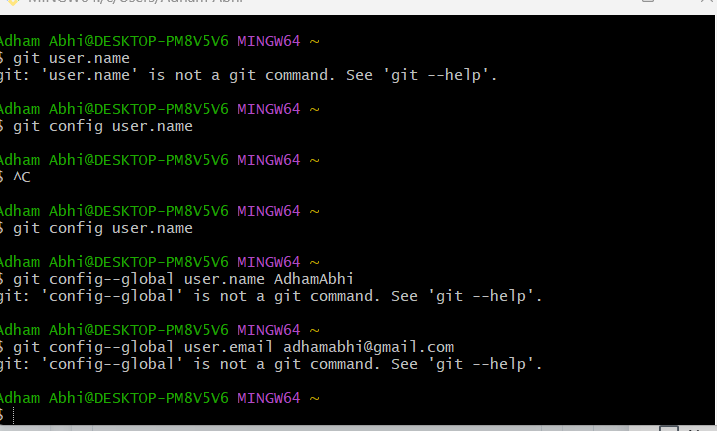 MINGW64:/c/Users/Adham Abhi
Adham Abhi@DESKTOP-PM8V5V6 MINGW64 ~
$ git user.name
git: 'user.name' is not a git command. See 'git --help'.
Adham Abhi@DESKTOP-PM8V5V6 MINGW64 ~
$ git config user.name
Adham Abhi@DESKTOP-PM8V5V6 MINGW64 ~
$ ^C
Adham Abhi@DESKTOP-PM8V5V6 MINGW64 ~
$ git config user.name
Adham Abhi@DESKTOP-PM8V5V6 MINGW64 ~
$ git config--global user.name AdhamAbhi
git: 'config--global' is not a git command. See 'git --help'.
Adham Abhi@DESKTOP-PM8V5V6 MINGW64 ~
$ git config--global user.email adhamabhi@gmail.com
git: 'config--global' is not a git command. See 'git --help'.
Adham Abhi@DESKTOP-PM8V5V6 MINGW64 ~
$